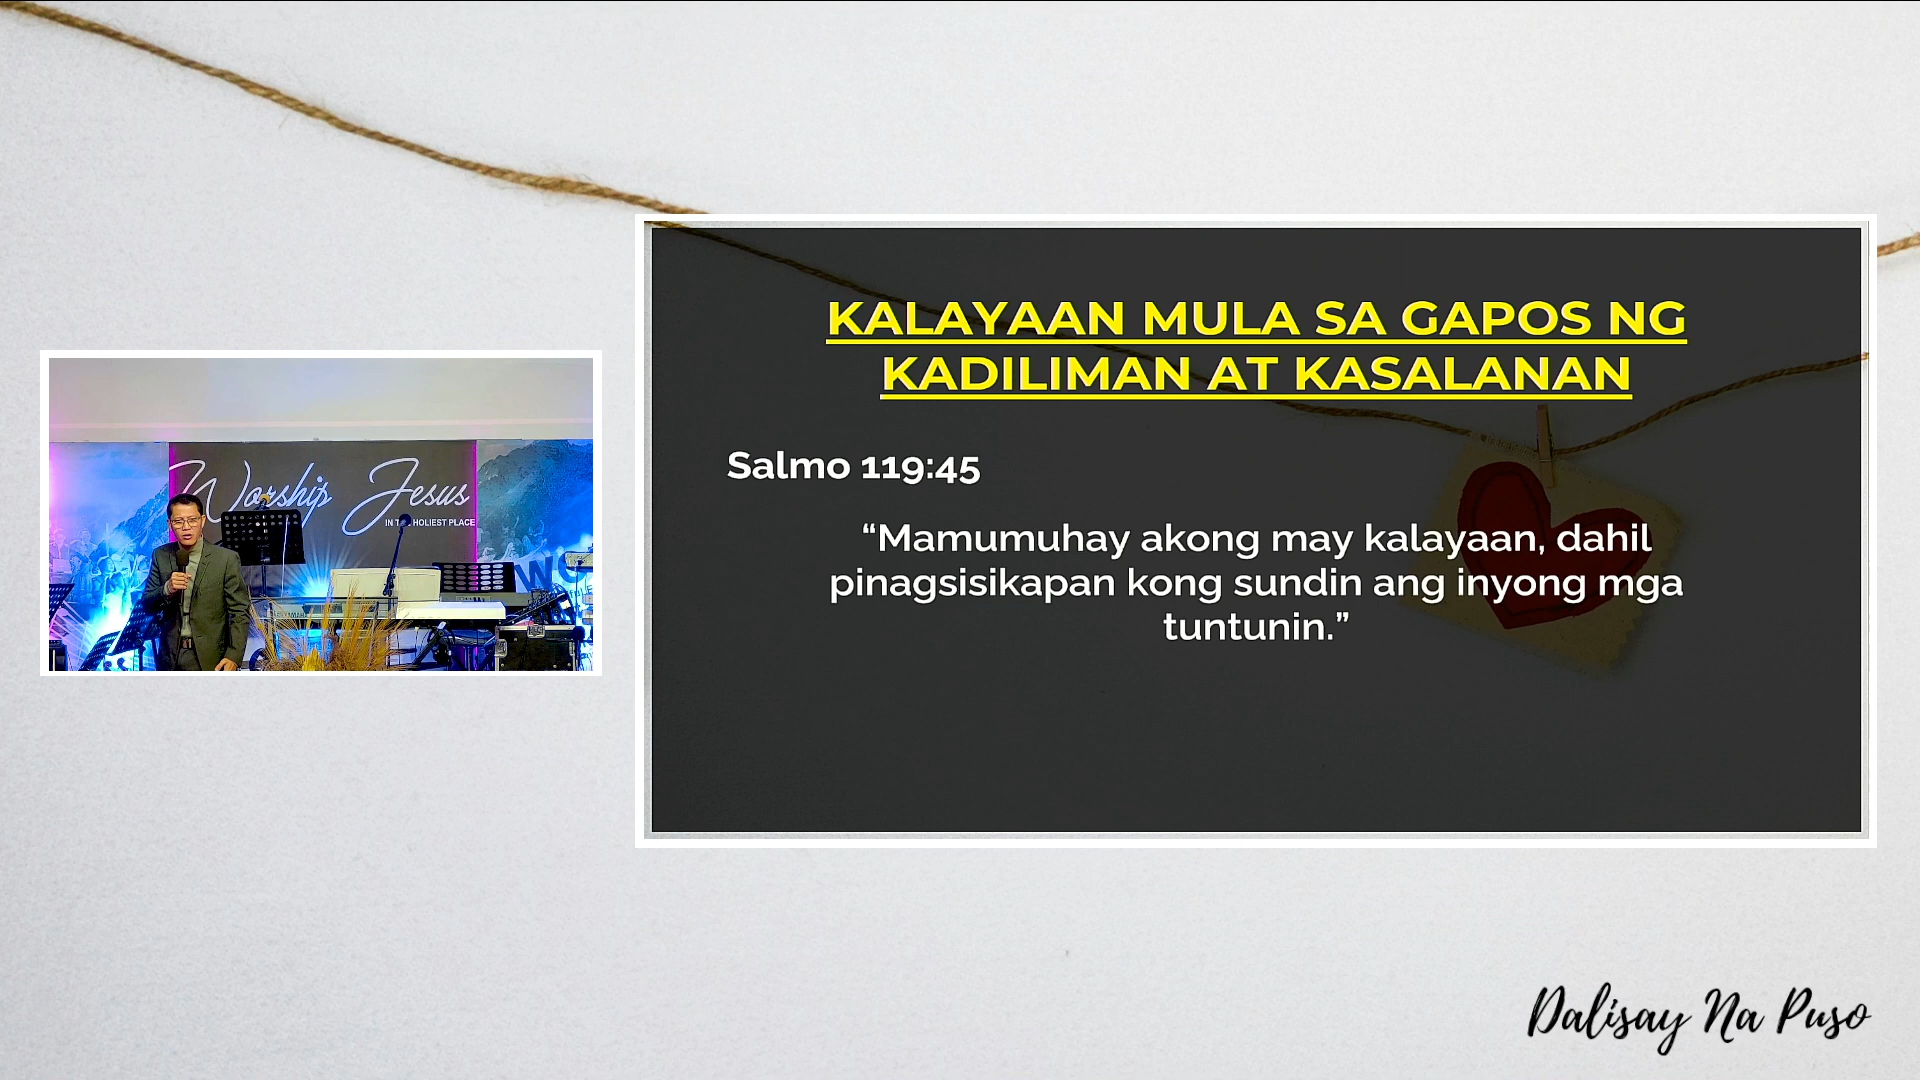 Worship Jesus
HOLIEST PLACE
KALAYAAN MULA SA GAPOS NG
KADILIMAN AT KASALANAN
Salmo 119:45
“Mamumuhay akong may kalayaan, dahil
pinagsisikapan kong sundin ang inyong mga
tuntunin.”
Dalisay Na Puso